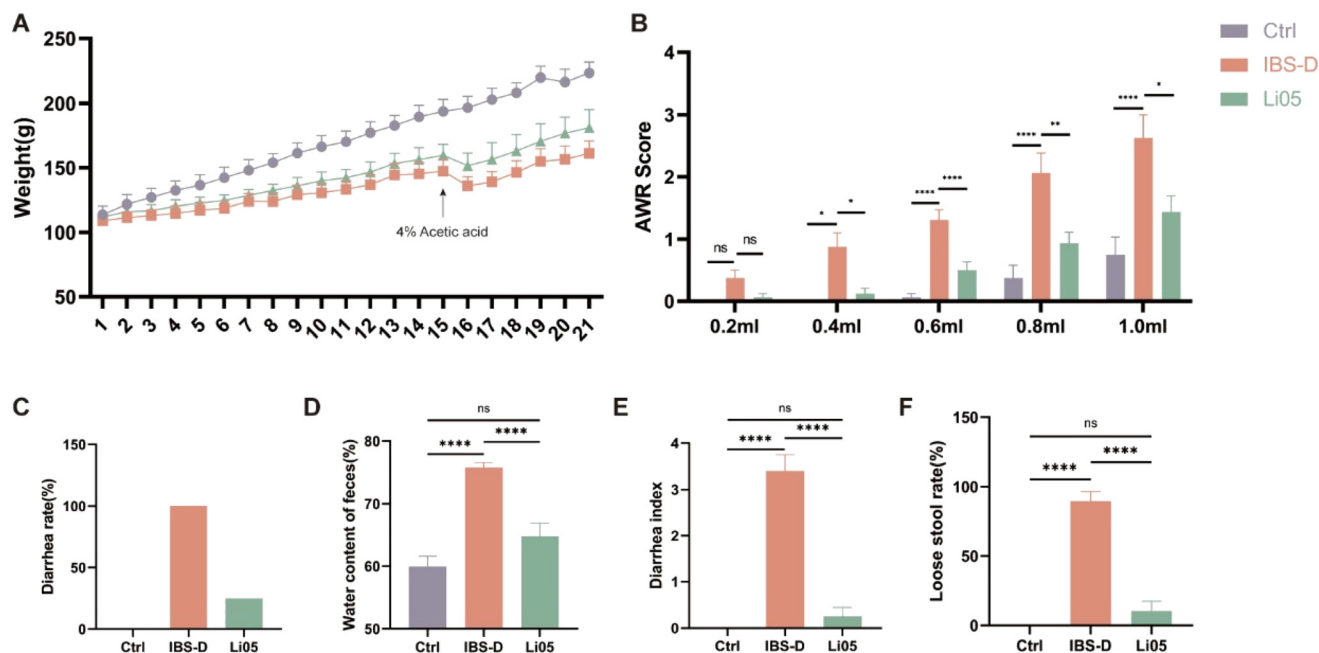 A
Weight(g)
250
200
150
100
50
4% Acetic acid
1 2 3 4 5 6 7 8 9 10 11 12 13 14 15 16 17 18 19 20 21
B
AWR Score
4
3
2
1
0
ns ns
* *
**** ****
**** **
**** *
0.2ml 0.4ml 0.6ml 0.8ml 1.0ml
Ctrl
IBS-D
Li05
C
Diarrhea rate(%)
150
100
50
0
Ctrl IBS-D Li05
D
Water content of feces(%)
80
70
60
50
ns
**** ****
Ctrl IBS-D Li05
E
Diarrhea index
4
3
2
1
0
ns
**** ****
Ctrl IBS-D Li05
F
Loose stool rate(%)
150
100
50
0
ns
**** ****
Ctrl IBS-D Li05